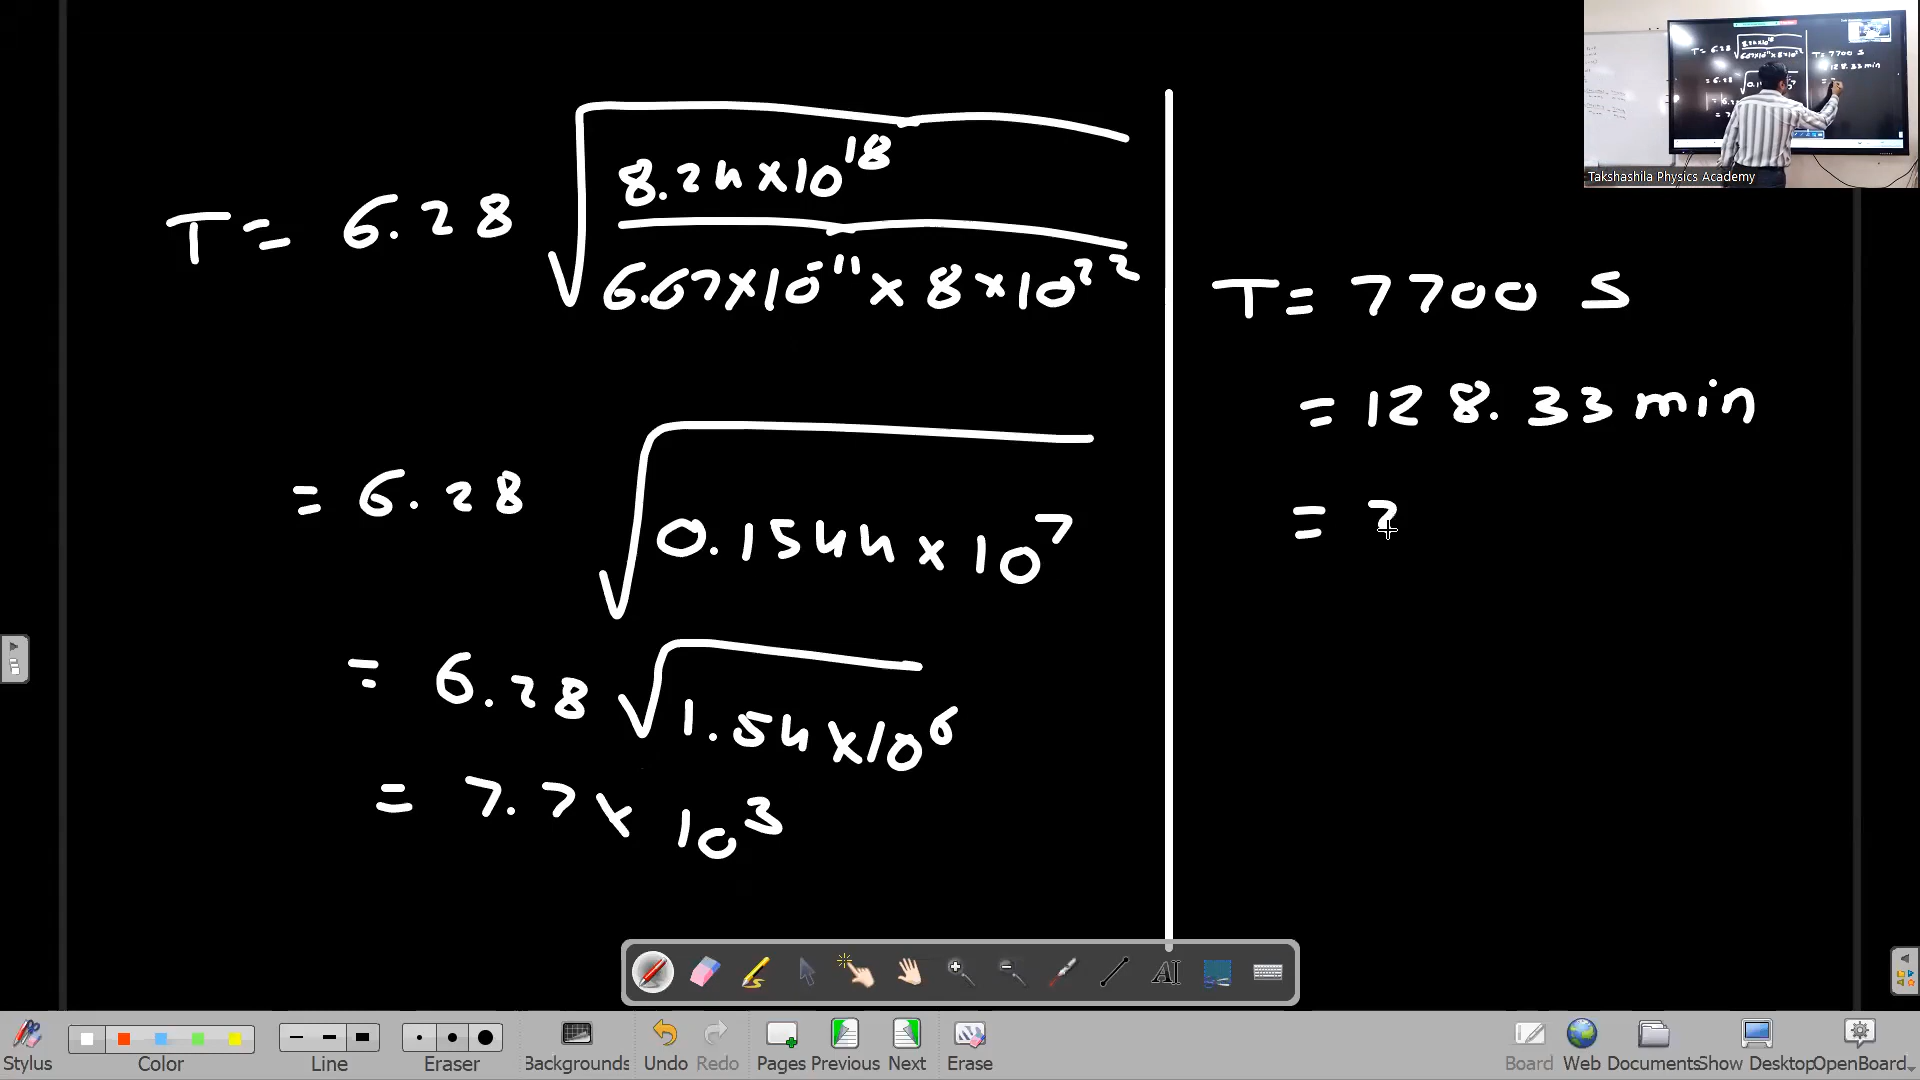 T = 6.28 √(8.24×10^18 / 6.67×10^-11 × 8×10^22)
= 6.28 √(0.1544×10^7)
= 6.28 √(1.54×10^6)
= 7.7×10^3
T = 7700 S
= 128.33 min
= 2
Takshashila Physics Academy
Stylus
Color
Line
Eraser
Backgrounds
Undo
Redo
Pages
Previous
Next
Erase
Board
Web
Documents
Show Desktop
OpenBoard